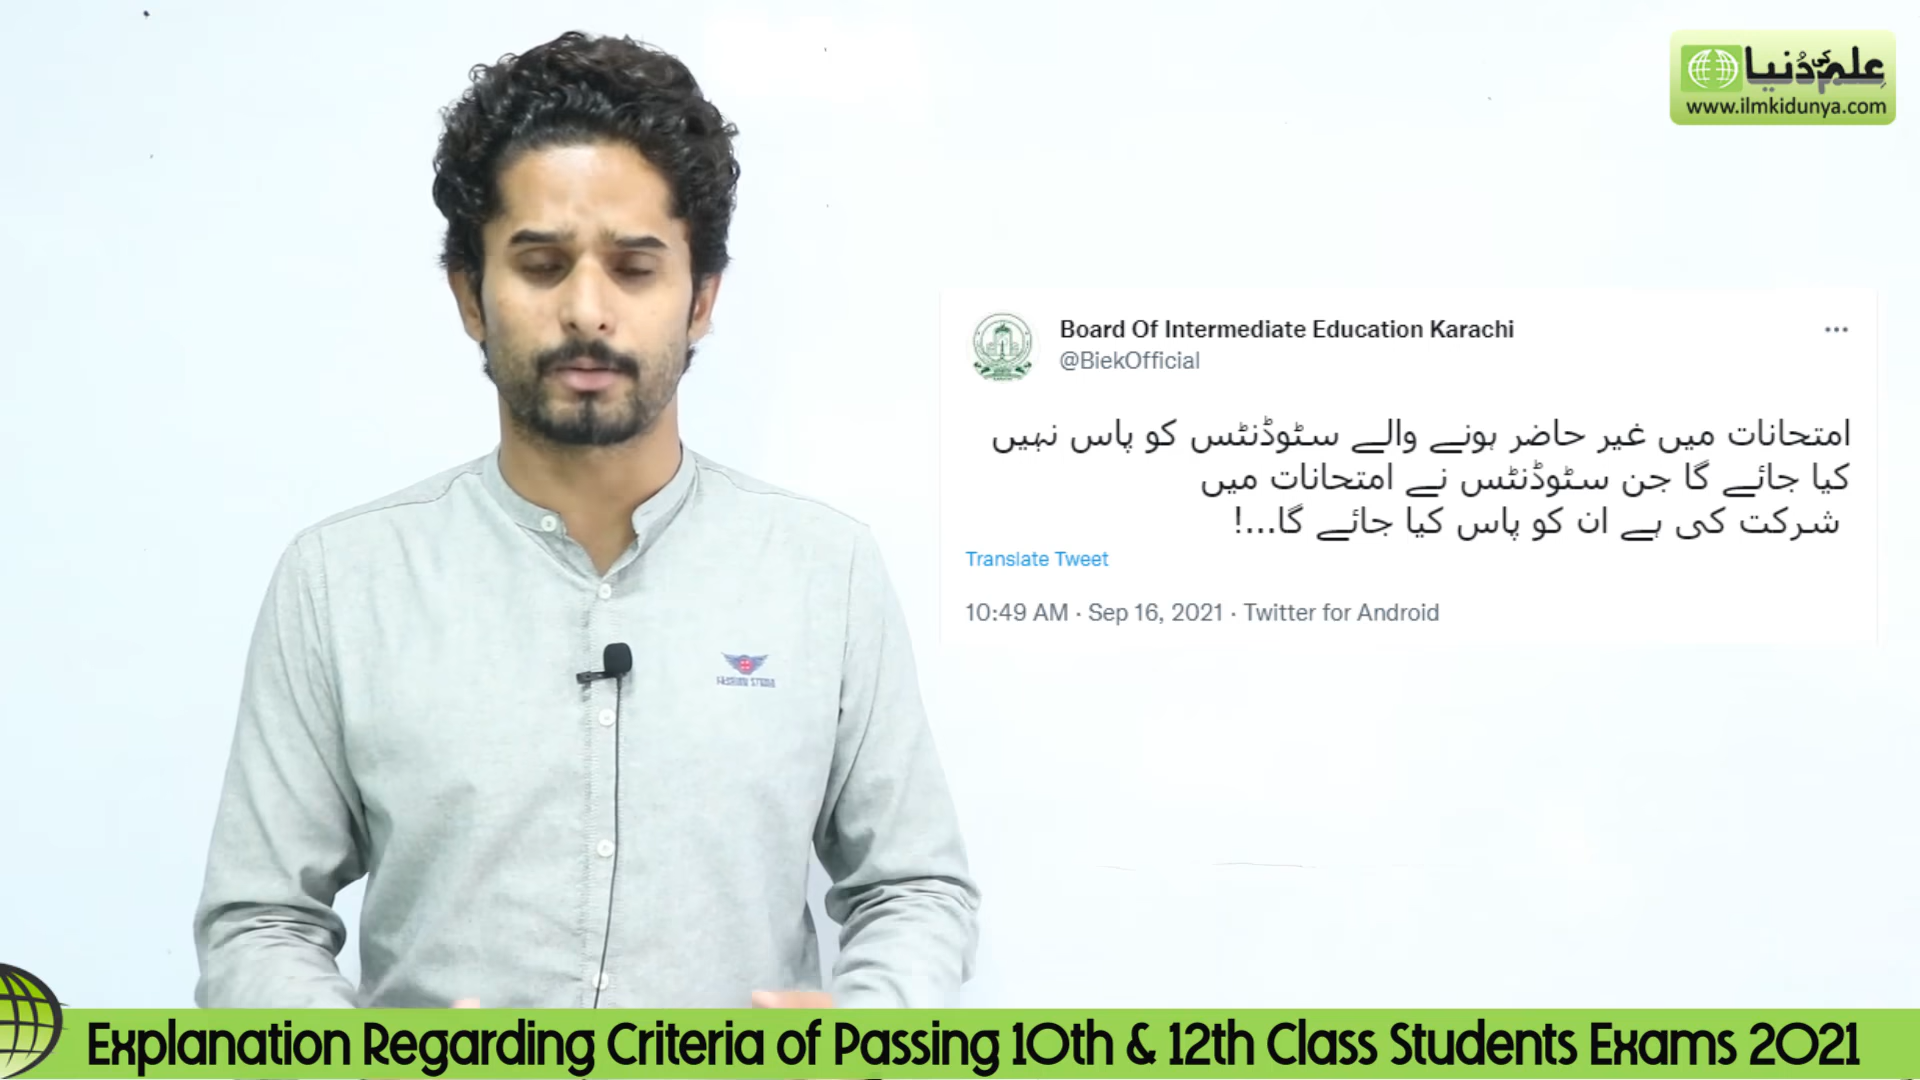 علم کی دُنیا
www.ilmkidunya.com
Board Of Intermediate Education Karachi
@BiekOfficial
امتحانات میں غیر حاضر ہونے والے سٹوڈنٹس کو پاس نہیں
کیا جائے گا جن سٹوڈنٹس نے امتحانات میں
شرکت کی ہے ان کو پاس کیا جائے گا...!
Translate Tweet
10:49 AM · Sep 16, 2021 · Twitter for Android
FASHION STUDIO
Explanation Regarding Criteria of Passing 10th & 12th Class Students Exams 2021